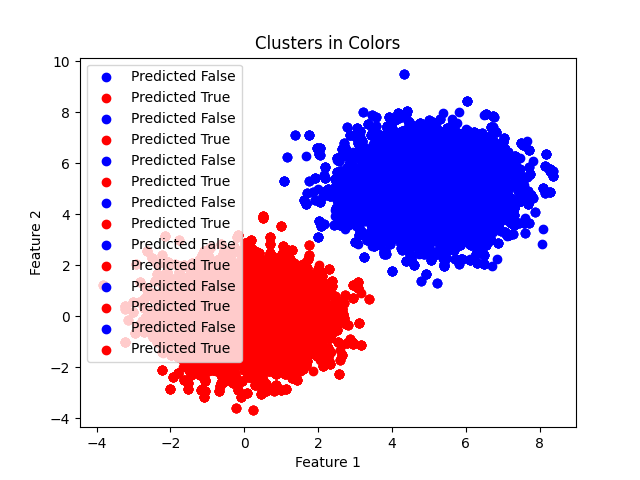 Clusters in Colors
Predicted False
Predicted True
Predicted False
Predicted True
Predicted False
Predicted True
Predicted False
Predicted True
Predicted False
Predicted True
Predicted False
Predicted True
Predicted False
Predicted True
10
8
6
4
2
0
−2
−4
Feature 2
−4 −2 0 2 4 6 8
Feature 1